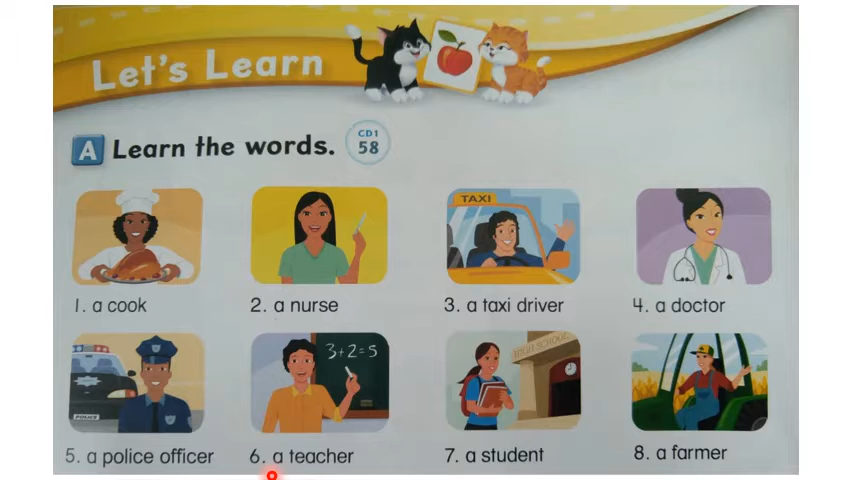 Let's Learn
A Learn the words. CD1 58
TAXI
1. a cook 2. a nurse 3. a taxi driver 4. a doctor
3+2=5
HIGH SCHOOL
POLICE
5. a police officer 6. a teacher 7. a student 8. a farmer